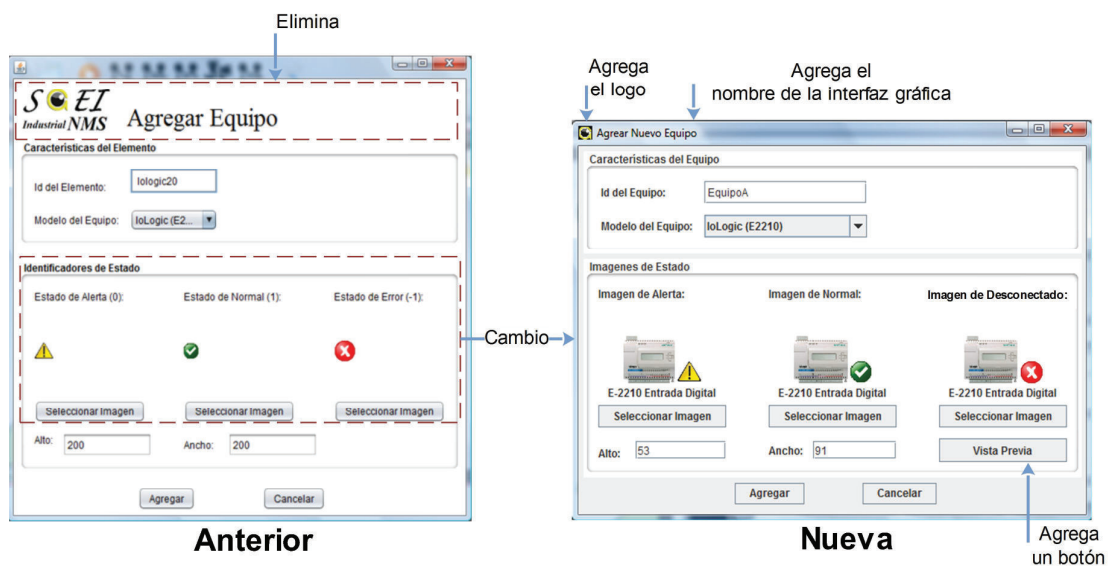 Elimina
S EI
Industrial NMS
Agregar Equipo
Caracteristicas del Elemento
Id del Elemento:
Iologic20
Modelo del Equipo:
IoLogic (E2...
Identificadores de Estado
Estado de Alerta (0):
Estado de Normal (1):
Estado de Error (-1):
Seleccionar Imagen
Seleccionar Imagen
Seleccionar Imagen
Alto:
200
Ancho:
200
Agregar
Cancelar
Anterior
Cambio
Agrega
el logo
Agrega el
nombre de la interfaz gráfica
Agrear Nuevo Equipo
Caracteristicas del Equipo
Id del Equipo:
EquipoA
Modelo del Equipo:
IoLogic (E2210)
Imagenes de Estado
Imagen de Alerta:
Imagen de Normal:
Imagen de Desconectado:
E-2210 Entrada Digital
E-2210 Entrada Digital
E-2210 Entrada Digital
Seleccionar Imagen
Seleccionar Imagen
Seleccionar Imagen
Alto:
53
Ancho:
91
Vista Previa
Agregar
Cancelar
Nueva
Agrega
un botón